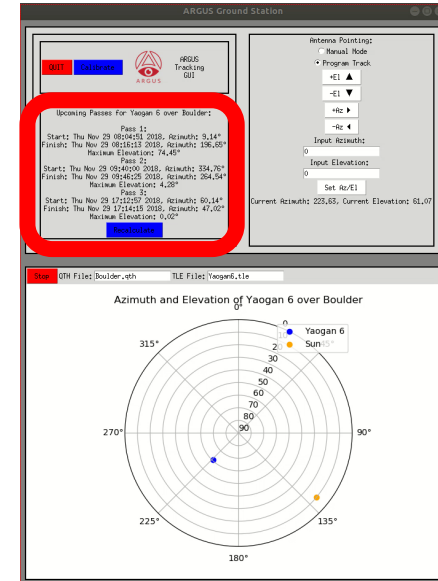 ARGUS Ground Station
QUIT
Calibrate
ARGUS
ARGUS
Tracking
GUI
Upcoming Passes for Yaogan 6 over Boulder:
Pass 1:
Start: Thu Nov 29 08:04:51 2018, Azimuth: 9.14°
Finish: Thu Nov 29 08:16:13 2018, Azimuth: 196.65°
Maximum Elevation: 74.45°
Pass 2:
Start: Thu Nov 29 09:40:00 2018, Azimuth: 334.76°
Finish: Thu Nov 29 09:46:25 2018, Azimuth: 264.54°
Maximum Elevation: 4.28°
Pass 3:
Start: Thu Nov 29 17:12:57 2018, Azimuth: 60.14°
Finish: Thu Nov 29 17:14:15 2018, Azimuth: 47.02°
Maximum Elevation: 0.02°
Recalculate
Antenna Pointing:
Manual Mode
Program Track
+El ▲
-El ▼
+Az ▶
-Az ◀
Input Azimuth:
0
Input Elevation:
0
Set Az/El
Current Azimuth: 223.63, Current Elevation: 61.07
Stop QTH File: Boulder.qth TLE File: Yaogan6.tle
Azimuth and Elevation of Yaogan 6 over Boulder
0°
45°
90°
135°
180°
225°
270°
315°
0
10
20
30
40
50
60
70
80
90
Yaogan 6
Sun